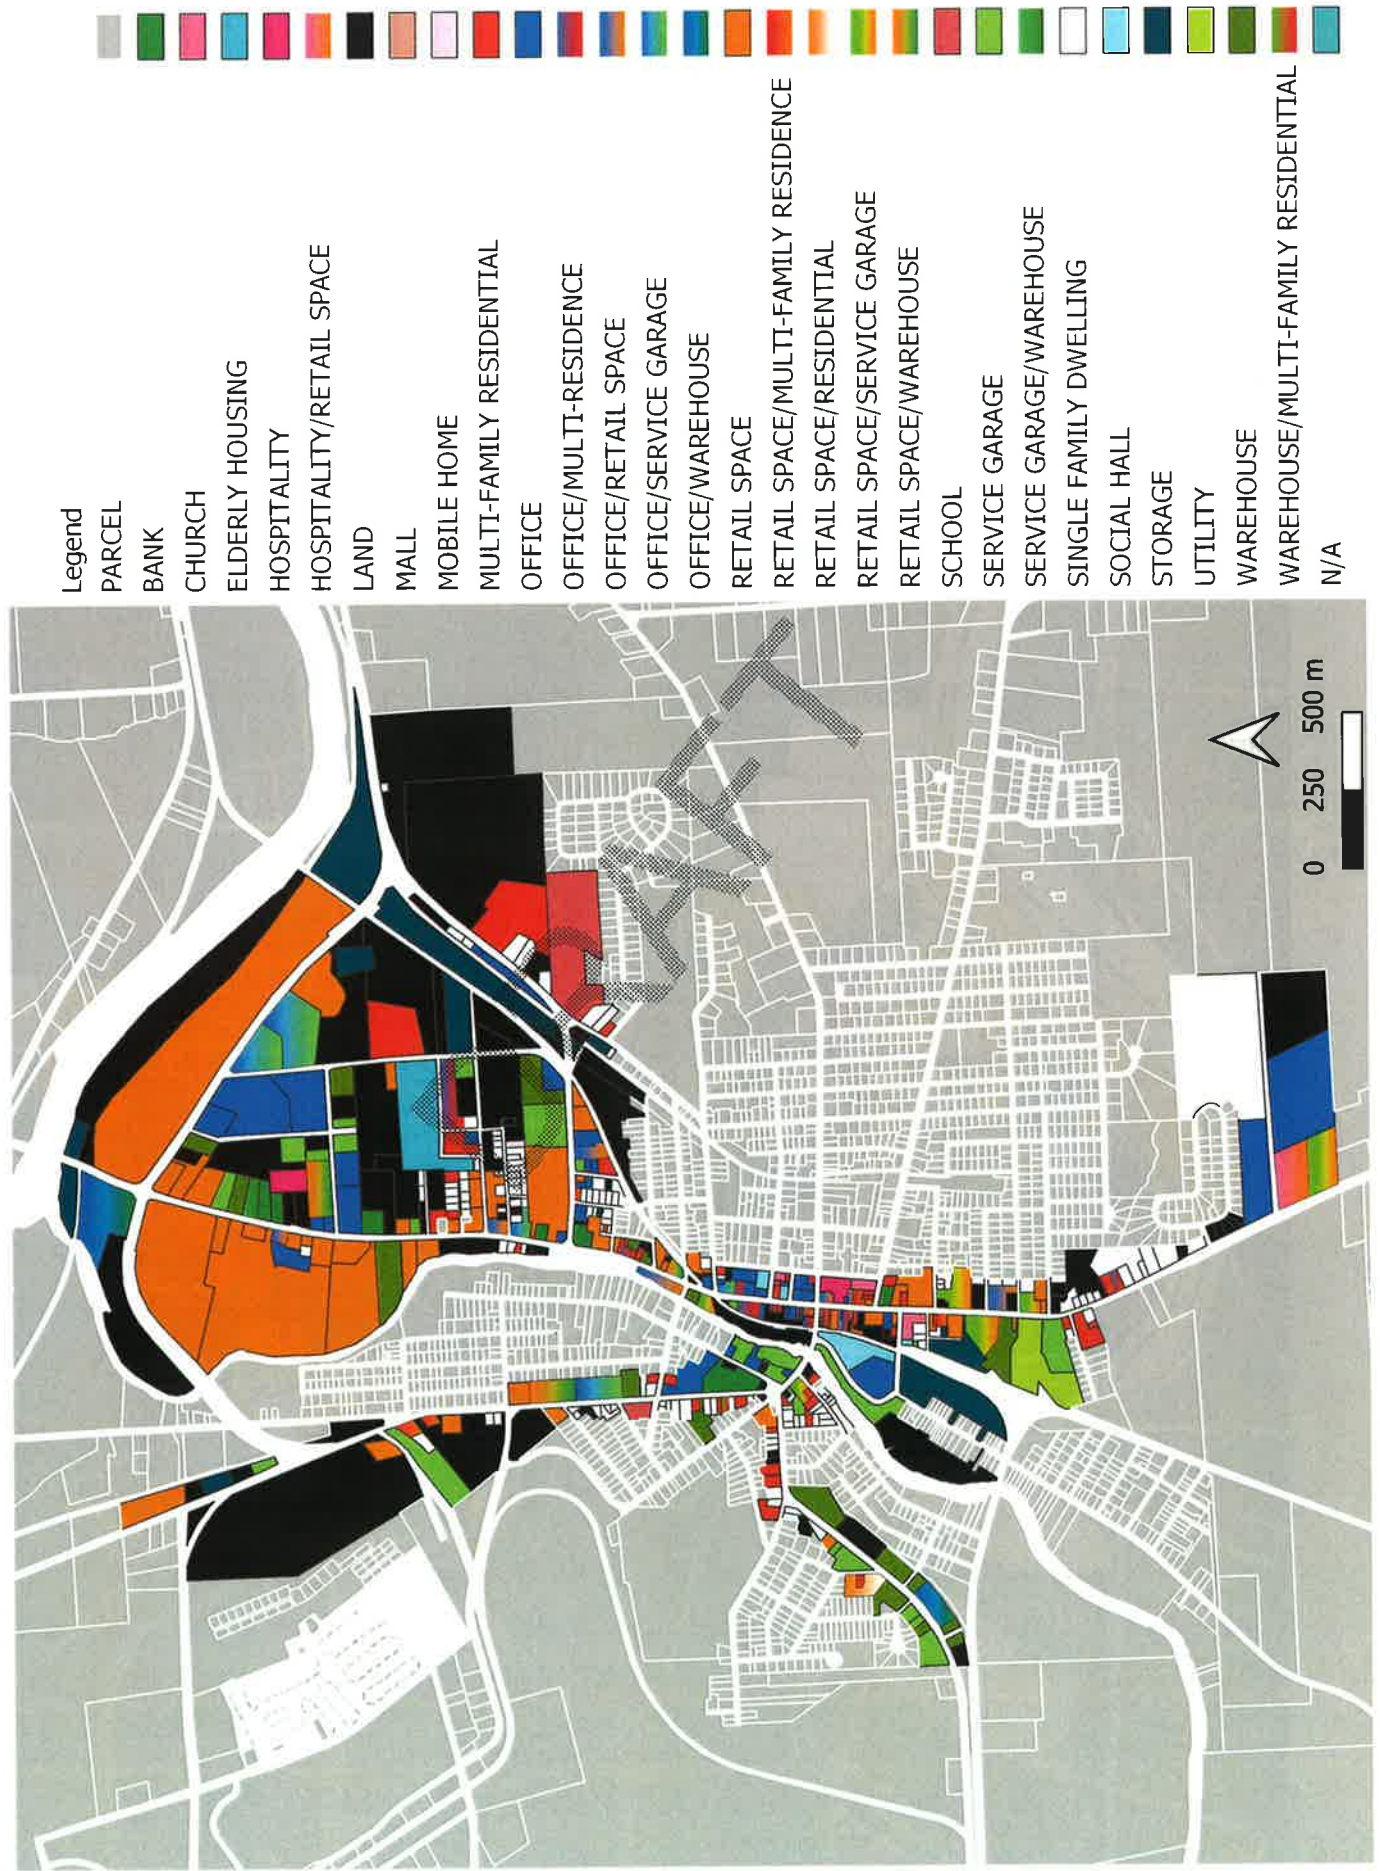 Legend
PARCEL
BANK
CHURCH
ELDERLY HOUSING
HOSPITALITY
HOSPITALITY/RETAIL SPACE
LAND
MALL
MOBILE HOME
MULTI-FAMILY RESIDENTIAL
OFFICE
OFFICE/MULTI-RESIDENCE
OFFICE/RETAIL SPACE
OFFICE/SERVICE GARAGE
OFFICE/WAREHOUSE
RETAIL SPACE
RETAIL SPACE/MULTI-FAMILY RESIDENCE
RETAIL SPACE/RESIDENTIAL
RETAIL SPACE/SERVICE GARAGE
RETAIL SPACE/WAREHOUSE
SCHOOL
SERVICE GARAGE
SERVICE GARAGE/WAREHOUSE
SINGLE FAMILY DWELLING
SOCIAL HALL
STORAGE
UTILITY
WAREHOUSE
WAREHOUSE/MULTI-FAMILY RESIDENTIAL
N/A
DRAFT
0 250 500 m